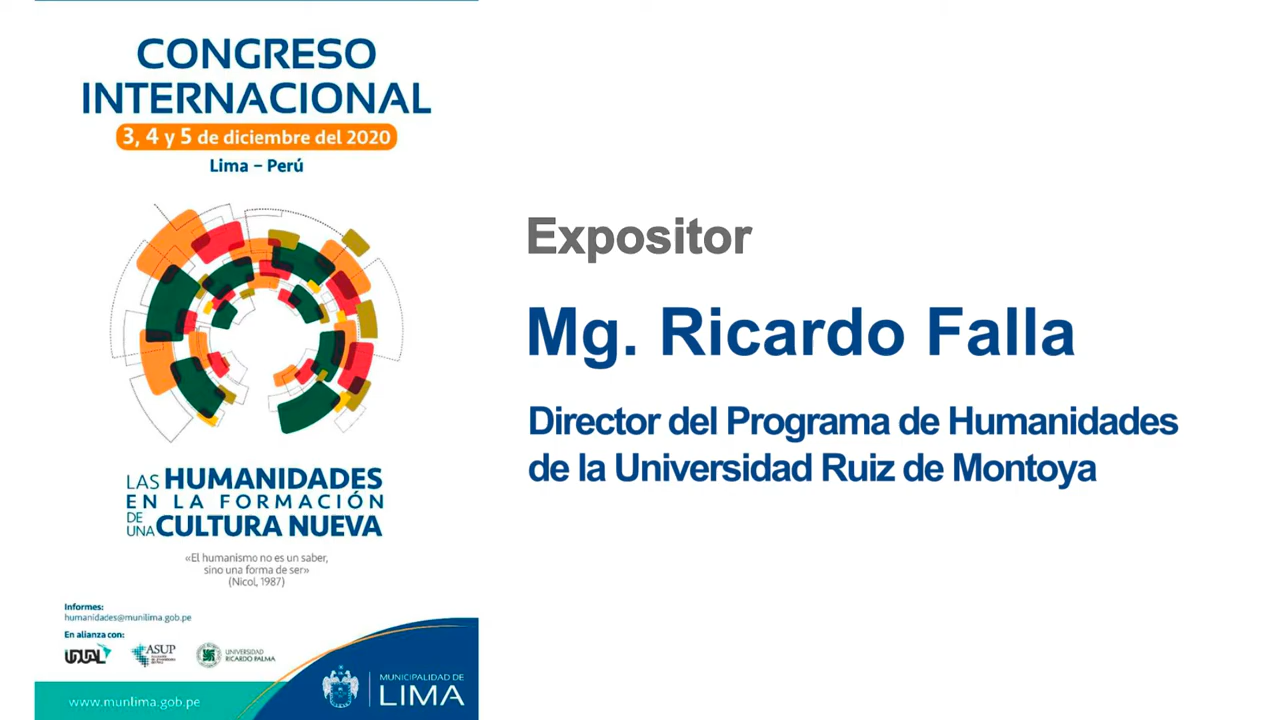 CONGRESO
INTERNACIONAL
3, 4 y 5 de diciembre del 2020
Lima – Perú
LAS HUMANIDADES
EN LA FORMACIÓN
DE UNA CULTURA NUEVA
«El humanismo no es un saber,
sino una forma de ser»
(Nicol, 1987)
Informes:
humanidades@munilima.gob.pe
En alianza con:
UDUAL
ASUP
UNIVERSIDAD
RICARDO PALMA
www.munlima.gob.pe
MUNICIPALIDAD DE
LIMA
Expositor
Mg. Ricardo Falla
Director del Programa de Humanidades
de la Universidad Ruiz de Montoya